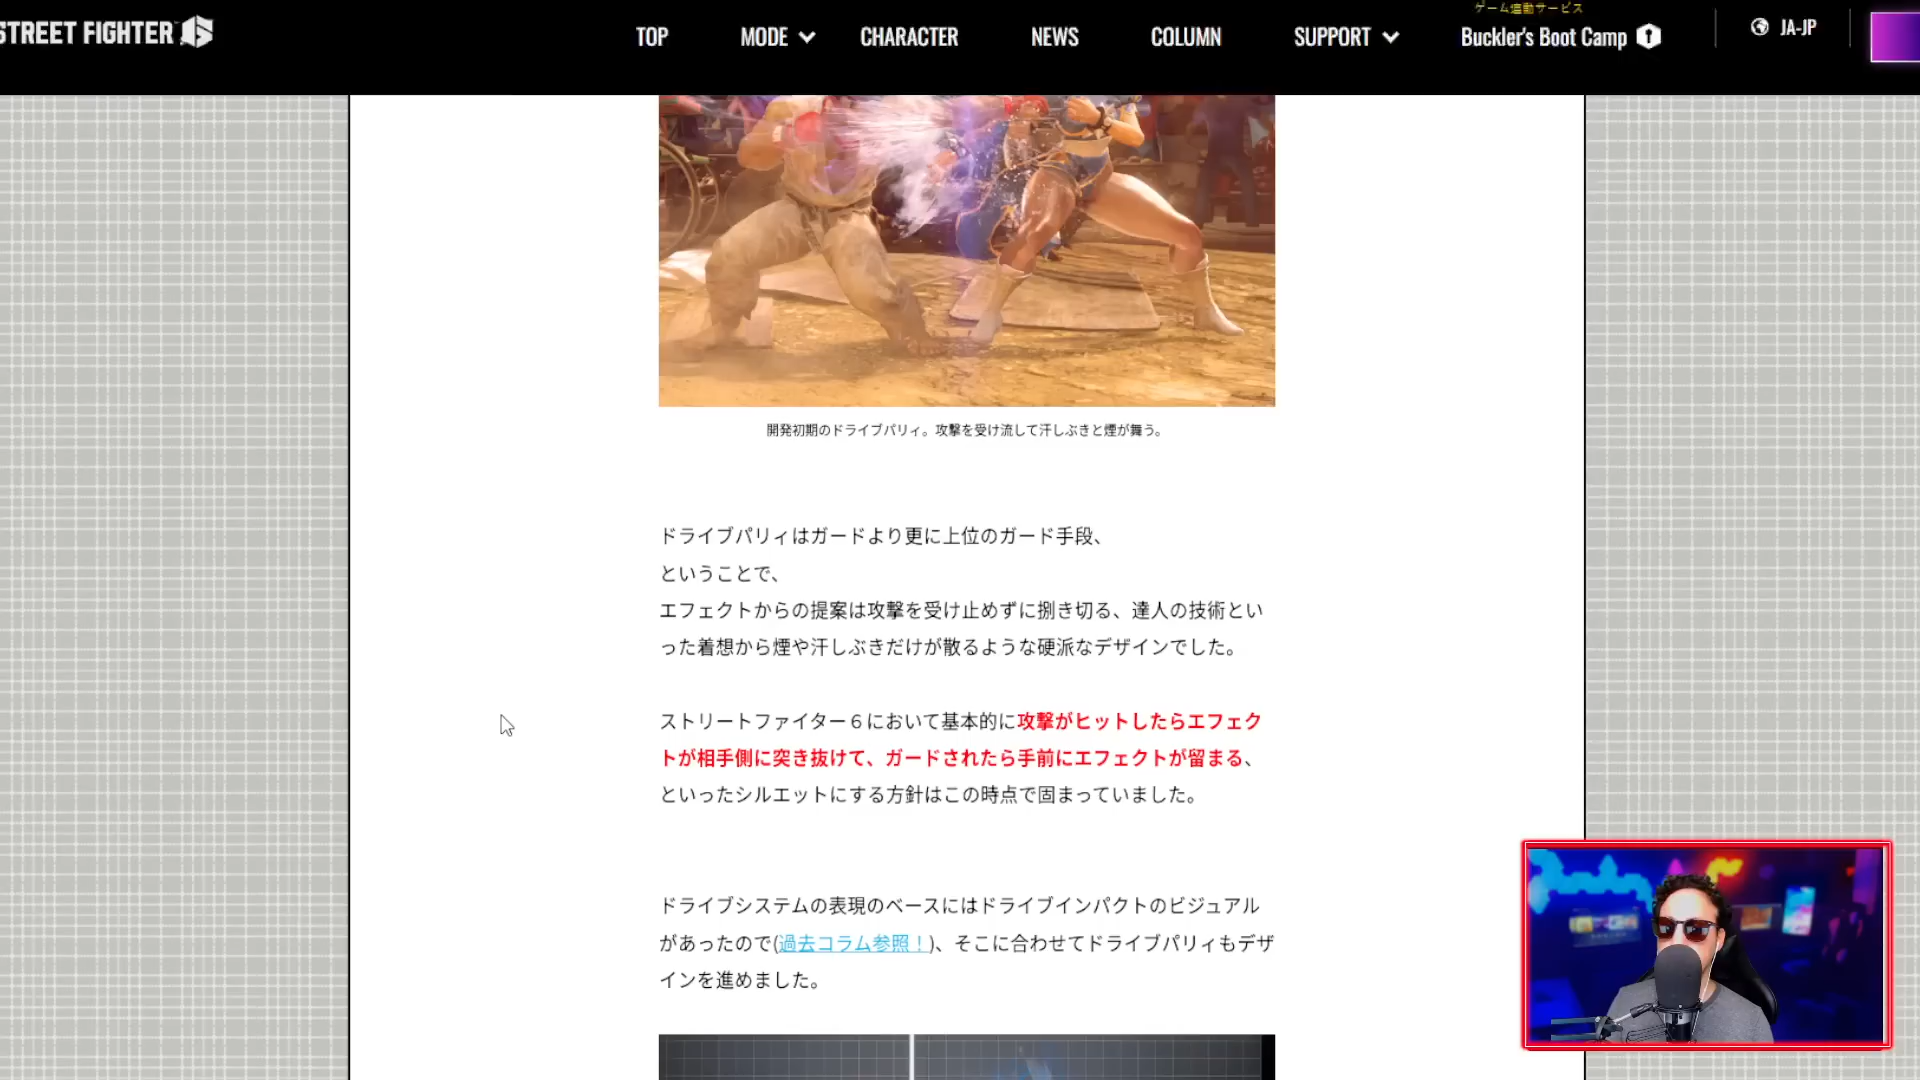 STREET FIGHTER 6
TOP
MODE
CHARACTER
NEWS
COLUMN
SUPPORT
ゲーム連動サービス
Buckler's Boot Camp
JA-JP
開発初期のドライブパリィ。攻撃を受け流して汗しぶきと煙が舞う。
ドライブパリィはガードより更に上位のガード手段、
ということで、
エフェクトからの提案は攻撃を受け止めずに捌き切る、達人の技術とい
った着想から煙や汗しぶきだけが散るような硬派なデザインでした。
ストリートファイター６において基本的に攻撃がヒットしたらエフェク
トが相手側に突き抜けて、ガードされたら手前にエフェクトが留まる、
といったシルエットにする方針はこの時点で固まっていました。
ドライブシステムの表現のベースにはドライブインパクトのビジュアル
があったので(過去コラム参照！)、そこに合わせてドライブパリィもデザ
インを進めました。